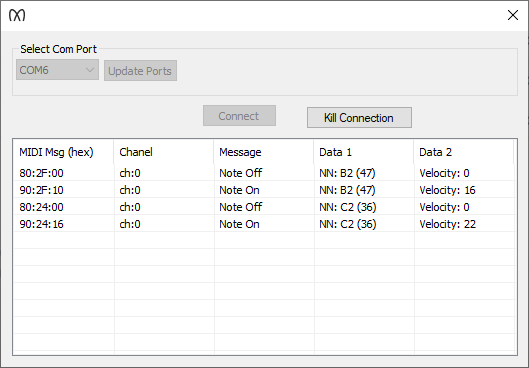 Select Com Port
COM6 Update Ports
Connect Kill Connection
MIDI Msg (hex) Chanel Message Data 1 Data 2
80:2F:00 ch:0 Note Off NN: B2 (47) Velocity: 0
90:2F:10 ch:0 Note On NN: B2 (47) Velocity: 16
80:24:00 ch:0 Note Off NN: C2 (36) Velocity: 0
90:24:16 ch:0 Note On NN: C2 (36) Velocity: 22